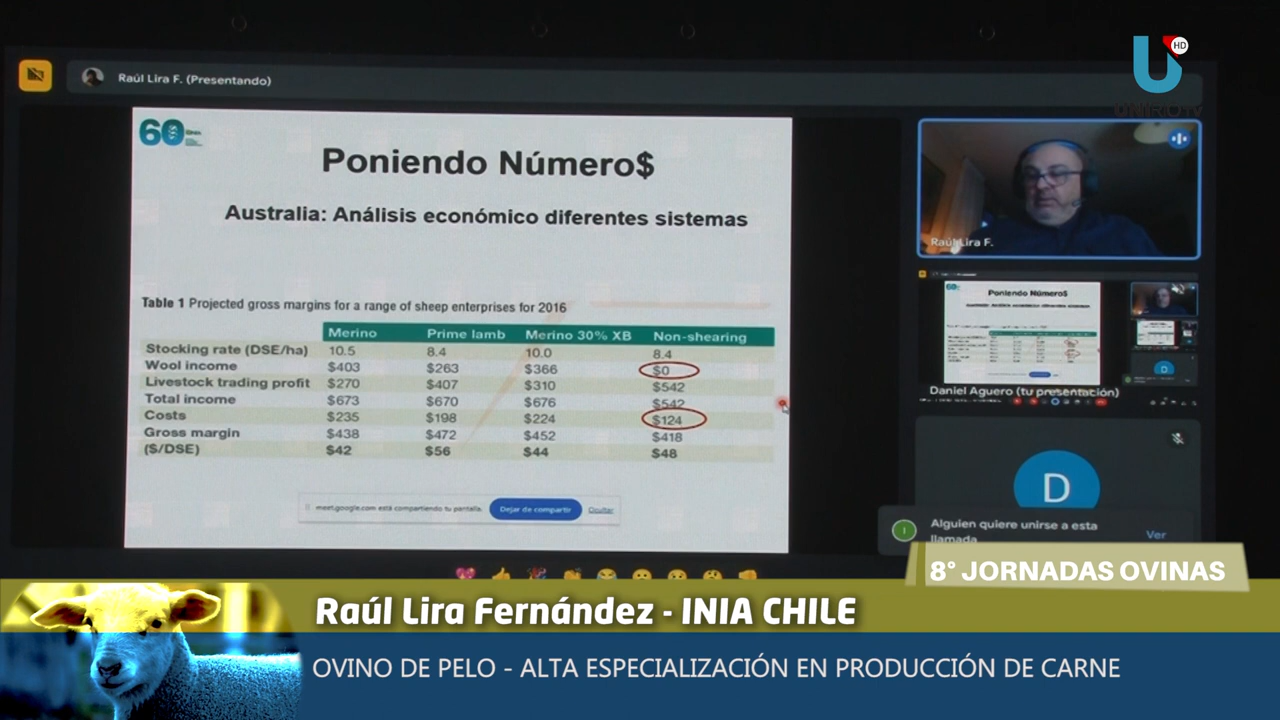 HD
Raúl Lira F. (Presentando)
60
Poniendo Número$
Australia: Análisis económico diferentes sistemas
Table 1 Projected gross margins for a range of sheep enterprises for 2016
Merino Prime lamb Merino 30% XB Non-shearing
Stocking rate (DSE/ha) 10.5 8.4 10.0 8.4
Wool income $403 $263 $366 $0
Livestock trading profit $270 $407 $310 $542
Total income $673 $670 $676 $542
Costs $235 $198 $224 $124
Gross margin $438 $472 $452 $418
($/DSE) $42 $56 $44 $48
meet.google.com está compartiendo tu pantalla. Dejar de compartir Ocultar
Raúl Lira F.
Poniendo Número$
Daniel Aguero (tu presentación)
D
D
I
Alguien quiere unirse a esta
llamada
Ver
8° JORNADAS OVINAS
Raúl Lira Fernández - INIA CHILE
OVINO DE PELO - ALTA ESPECIALIZACIÓN EN PRODUCCIÓN DE CARNE